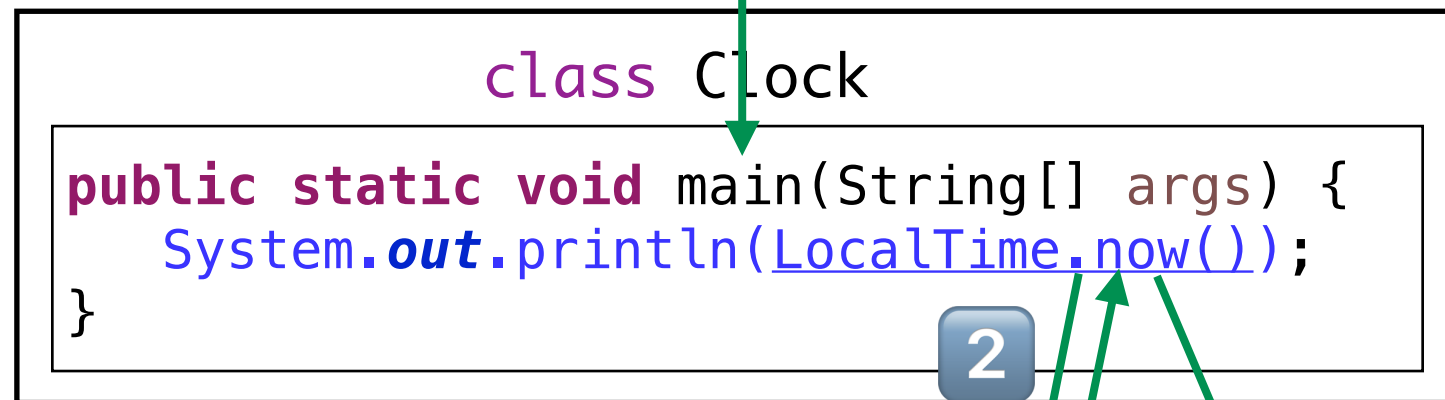 class Clock
public static void main(String[] args) {
System.out.println(LocalTime.now());
}
2